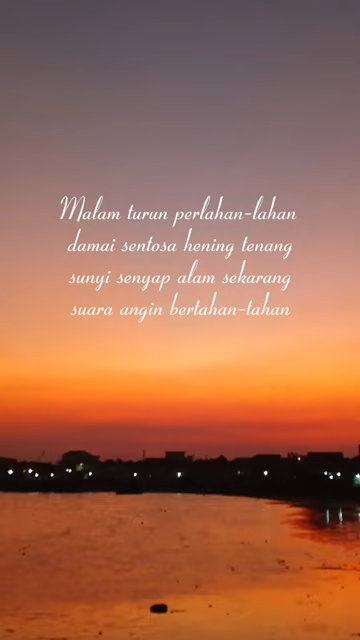 Malam turun perlahan-lahan
damai sentosa hening tenang
sunyi senyap alam sekarang
suara angin bertahan-tahan